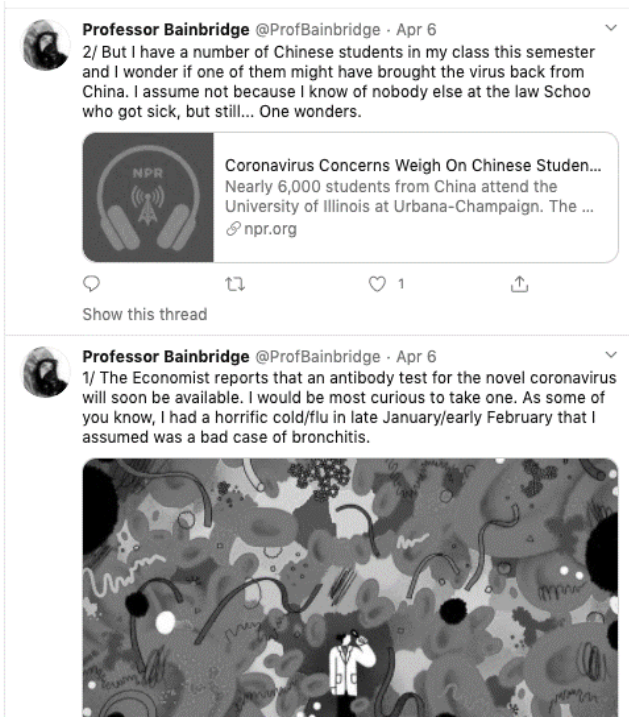 Professor Bainbridge @ProfBainbridge · Apr 6
2/ But I have a number of Chinese students in my class this semester
and I wonder if one of them might have brought the virus back from
China. I assume not because I know of nobody else at the law Schoo
who got sick, but still... One wonders.
NPR
Coronavirus Concerns Weigh On Chinese Studen...
Nearly 6,000 students from China attend the
University of Illinois at Urbana-Champaign. The ...
npr.org
1
Show this thread
Professor Bainbridge @ProfBainbridge · Apr 6
1/ The Economist reports that an antibody test for the novel coronavirus
will soon be available. I would be most curious to take one. As some of
you know, I had a horrific cold/flu in late January/early February that I
assumed was a bad case of bronchitis.